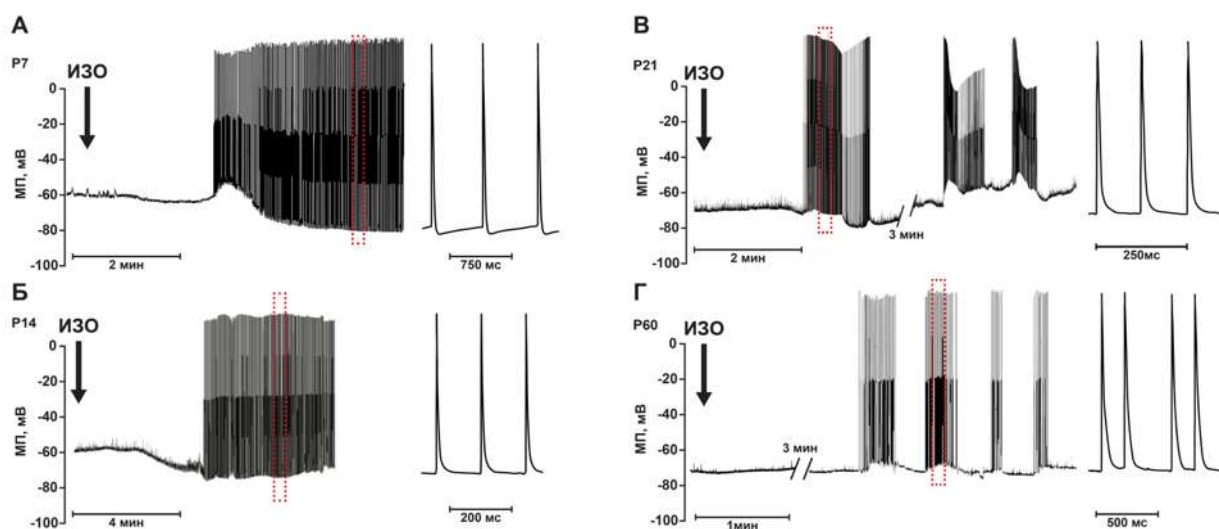 А
P7
ИЗО
0
-20
-40
-60
-80
-100
МП, мВ
2 мин
750 мс
В
P21
ИЗО
0
-20
-40
-60
-80
-100
МП, мВ
3 мин
2 мин
250мс
Б
P14
ИЗО
0
-20
-40
-60
-80
-100
МП, мВ
4 мин
200 мс
Г
P60
ИЗО
0
-20
-40
-60
-80
-100
МП, мВ
3 мин
1мин
500 мс